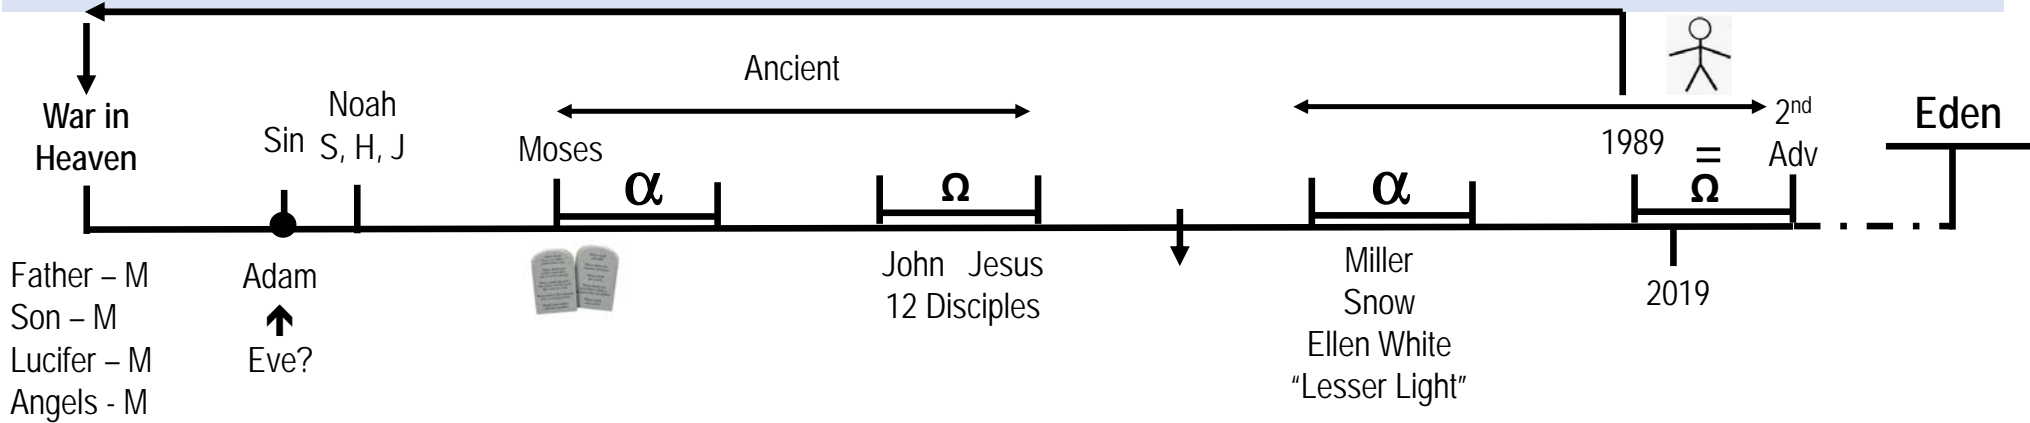 Ancient
War in
Heaven
Sin
Noah
S, H, J
Moses
α
Ω
α
1989
=
Ω
2nd
Adv
Eden
Father – M
Son – M
Lucifer – M
Angels - M
Adam
Eve?
John Jesus
12 Disciples
Miller
Snow
Ellen White
“Lesser Light”
2019